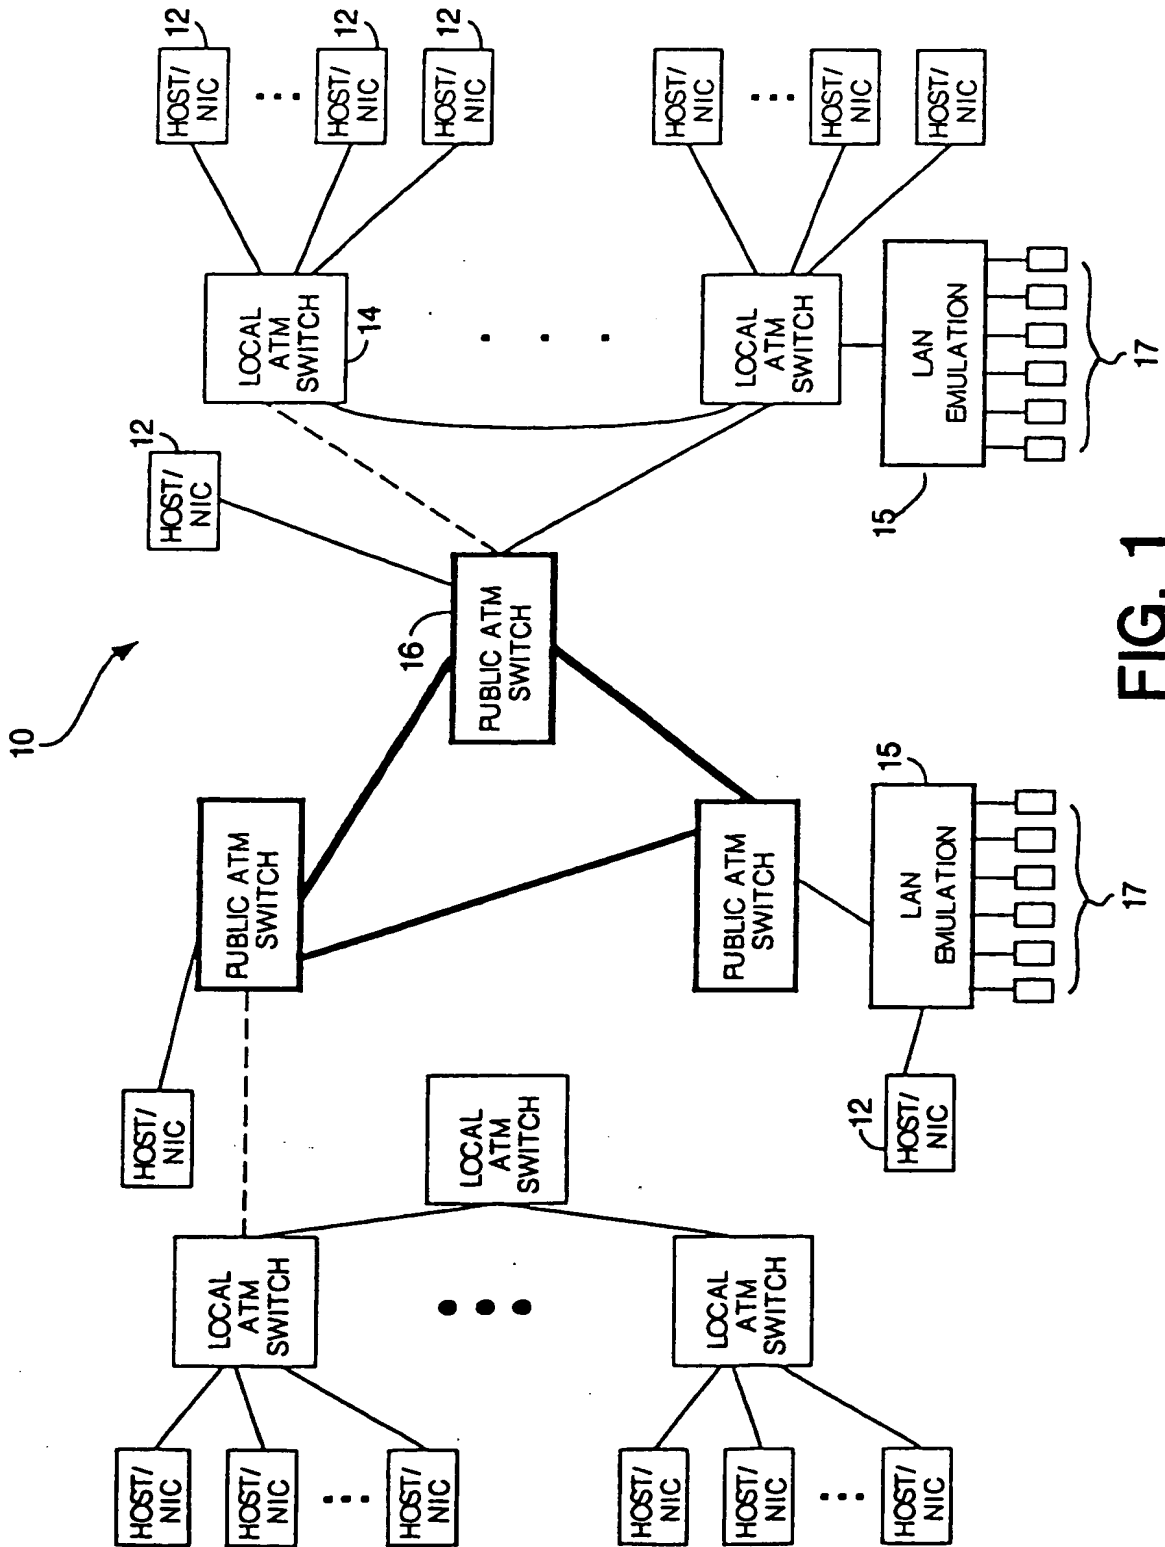 10
HOST/
NIC
HOST/
NIC
HOST/
NIC
LOCAL
ATM
SWITCH
HOST/
NIC
PUBLIC ATM
SWITCH
HOST/
NIC
12
LOCAL
ATM
SWITCH
14
HOST/
NIC
12
HOST/
NIC
12
HOST/
NIC
12
LOCAL
ATM
SWITCH
PUBLIC ATM
SWITCH
16
HOST/
NIC
HOST/
NIC
HOST/
NIC
LOCAL
ATM
SWITCH
PUBLIC ATM
SWITCH
LOCAL
ATM
SWITCH
HOST/
NIC
HOST/
NIC
HOST/
NIC
12
HOST/
NIC
LAN
EMULATION
15
17
15
LAN
EMULATION
17
FIG. 1